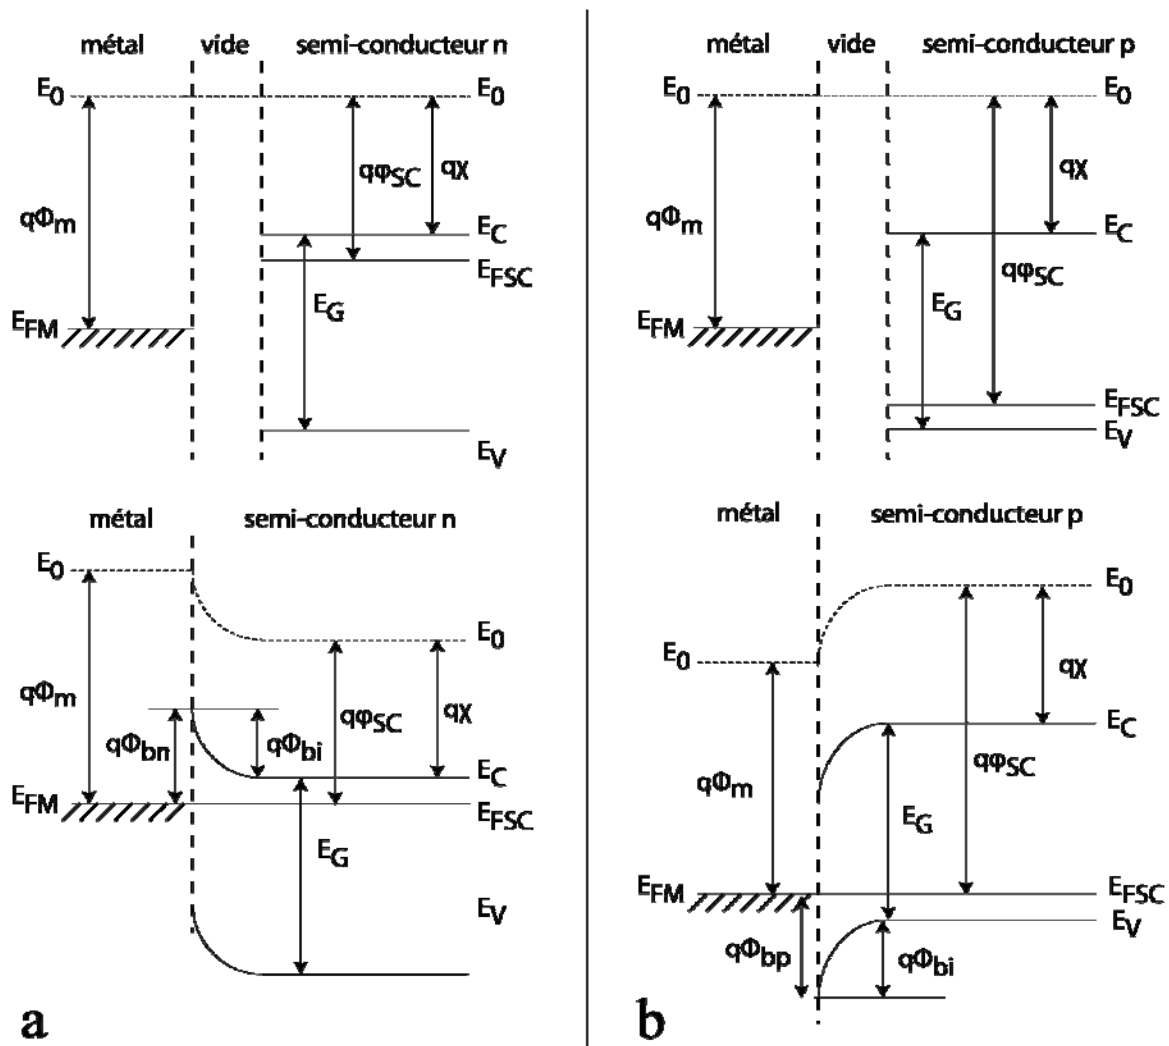 métal vide semi-conducteur n
E0 E0
qφSC qχ
qΦm
EC
EFSC
EG
EFM
EV
métal semi-conducteur n
E0
E0
qΦm qφSC qχ
qΦbn qΦbi
EC
EFM EFSC
EG
EV
a
métal vide semi-conducteur p
E0 E0
qχ
qΦm
EC
qφSC
EG
EFM
EFSC
EV
métal semi-conducteur p
E0
E0
qχ
EC
qΦm qφSC
EG
EFM EFSC
EV
qΦbp qΦbi
b